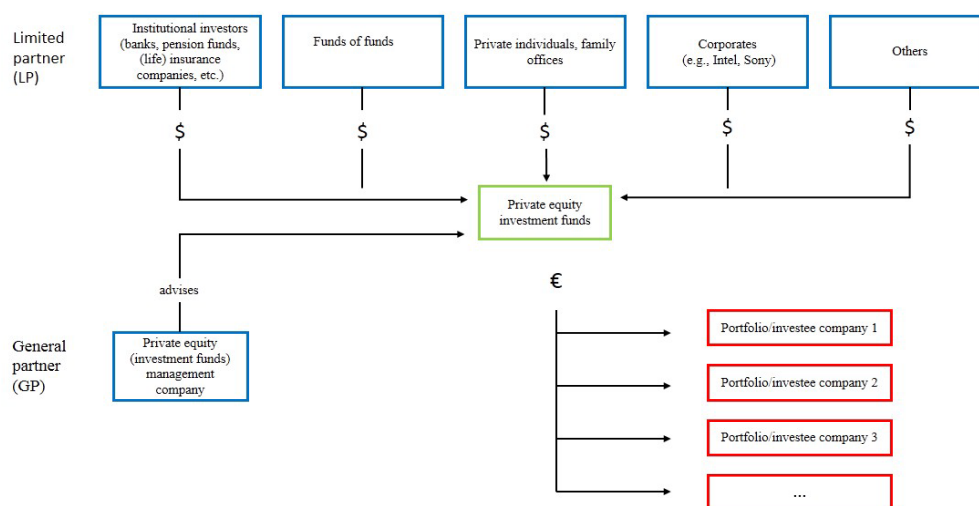 Limited
partner
(LP)
Institutional investors
(banks, pension funds,
(life) insurance
companies, etc.)
Funds of funds
Private individuals, family
offices
Corporates
(e.g., Intel, Sony)
Others
$
$
$
$
$
Private equity
investment funds
advises
€
General
partner
(GP)
Private equity
(investment funds)
management
company
Portfolio/investee company 1
Portfolio/investee company 2
Portfolio/investee company 3
...